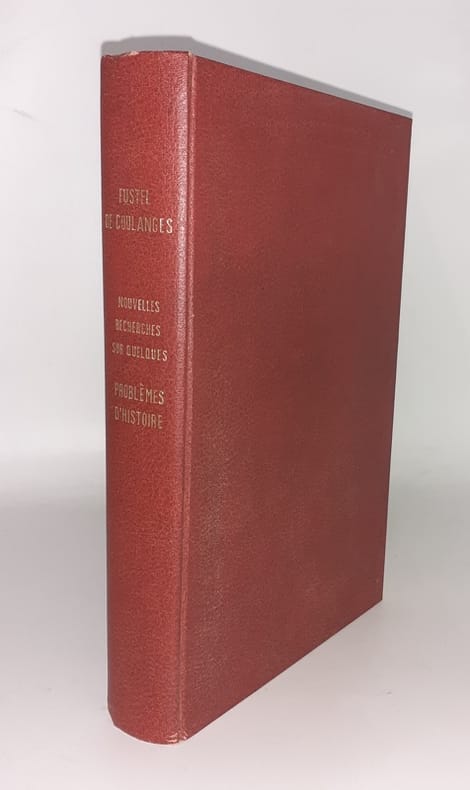 FUSTEL
DE COULANGES
NOUVELLES
RECHERCHES
SUR QUELQUES
PROBLÈMES
D'HISTOIRE